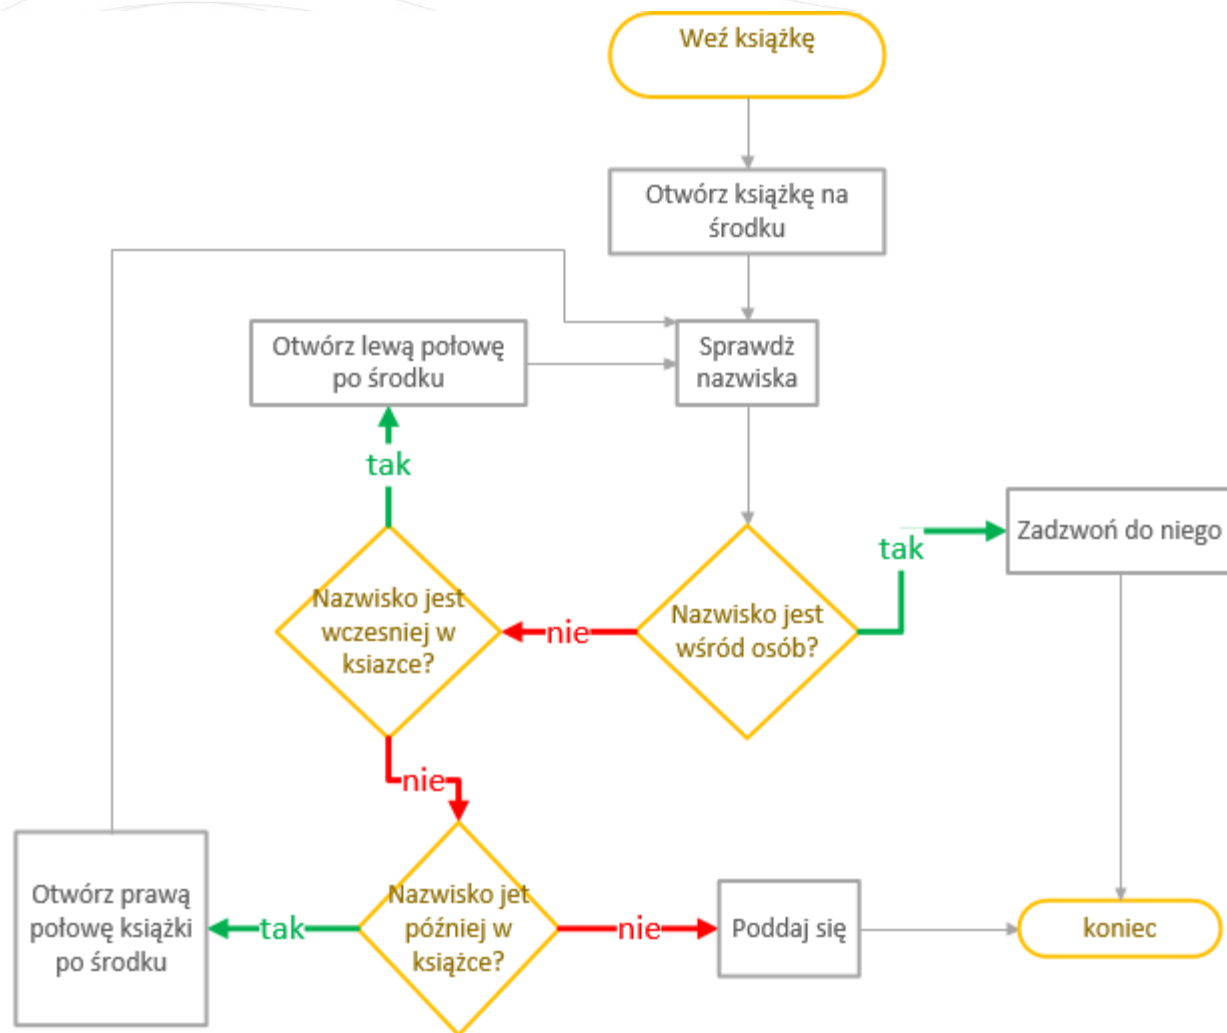 Weź książkę
Otwórz książkę na
środku
Otwórz lewą połowę
po środku
Sprawdż
nazwiska
tak
Zadzwoń do niego
tak
Nazwisko jest
wczesniej w
ksiazce?
nie
Nazwisko jest
wśród osób?
nie
Otwórz prawą
połowę książki
po środku
tak
Nazwisko jet
później w
książce?
nie
Poddaj się
koniec